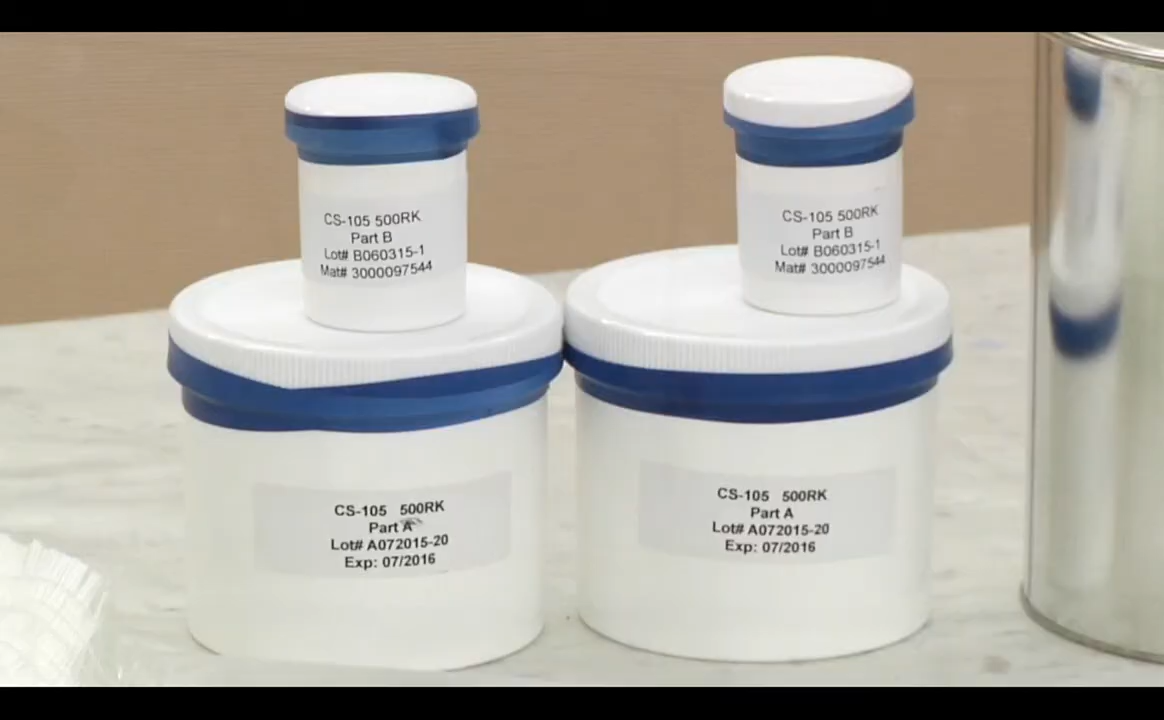 CS-105 500RK
Part B
Lot# B060315-1
Mat# 3000097544
CS-105 500RK
Part B
Lot# B060315-1
Mat# 3000097544
CS-105 500RK
Part A
Lot# A072015-20
Exp: 07/2016
CS-105 500RK
Part A
Lot# A072015-20
Exp: 07/2016